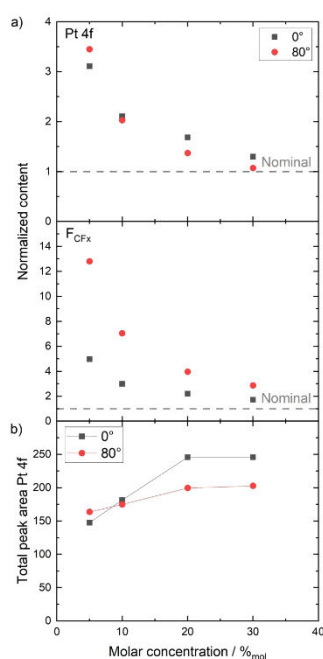 a)
Pt 4f
0°
80°
4
3
2
1
0
Nominal
Normalized content
F_CFx
14
12
10
8
6
4
2
Nominal
b)
0°
80°
250
200
150
100
50
0
Total peak area Pt 4f
0 10 20 30 40
Molar concentration / %mol